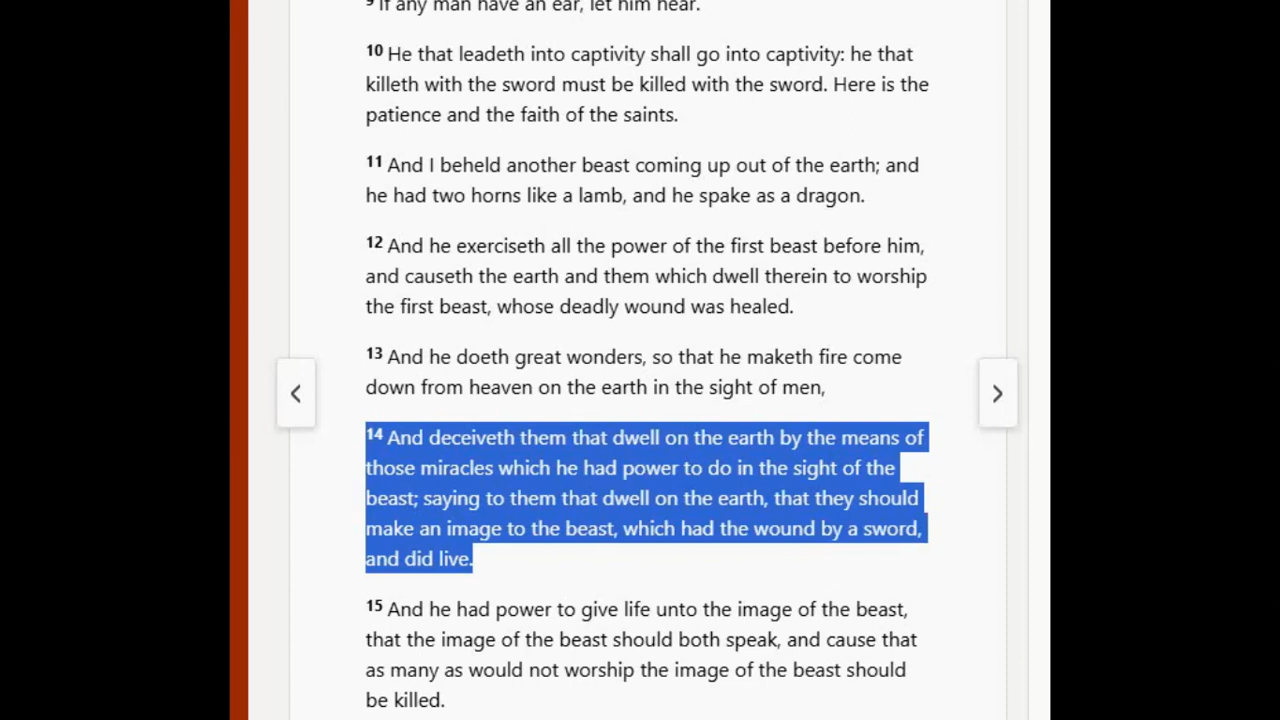 9 If any man have an ear, let him hear.
10 He that leadeth into captivity shall go into captivity: he that
killeth with the sword must be killed with the sword. Here is the
patience and the faith of the saints.
11 And I beheld another beast coming up out of the earth; and
he had two horns like a lamb, and he spake as a dragon.
12 And he exerciseth all the power of the first beast before him,
and causeth the earth and them which dwell therein to worship
the first beast, whose deadly wound was healed.
13 And he doeth great wonders, so that he maketh fire come
down from heaven on the earth in the sight of men,
14 And deceiveth them that dwell on the earth by the means of
those miracles which he had power to do in the sight of the
beast; saying to them that dwell on the earth, that they should
make an image to the beast, which had the wound by a sword,
and did live.
15 And he had power to give life unto the image of the beast,
that the image of the beast should both speak, and cause that
as many as would not worship the image of the beast should
be killed.